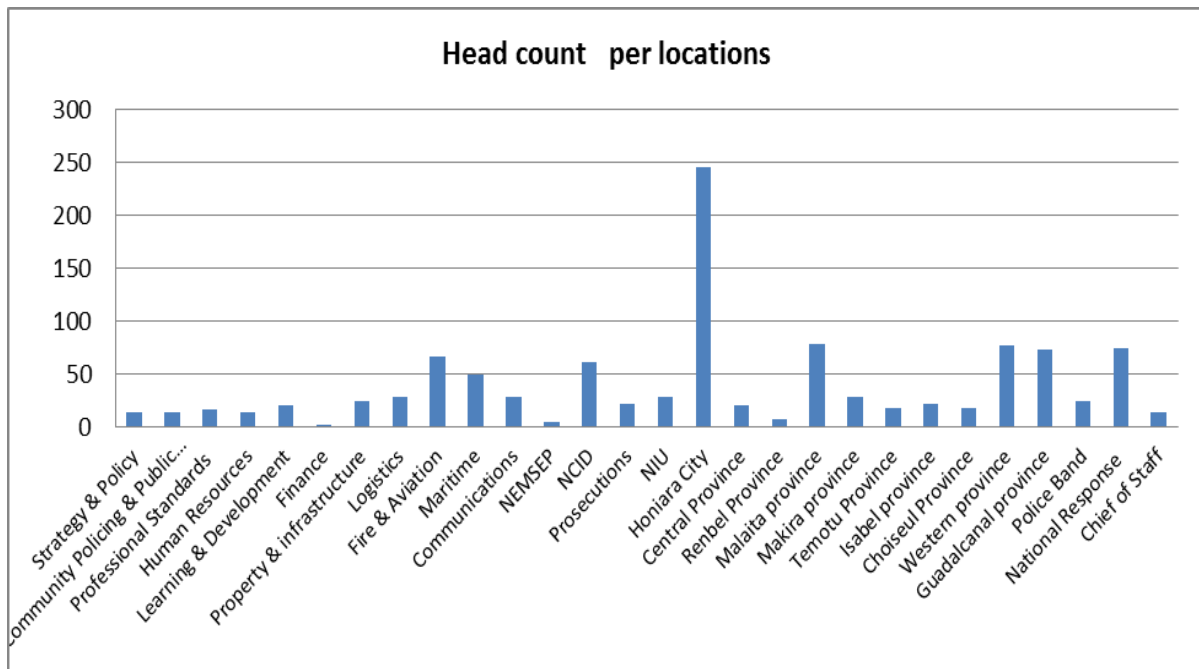 Head count per locations
300
250
200
150
100
50
0
Strategy & Policy
Community Policing & Public...
Professional Standards
Human Resources
Learning & Development
Finance
Property & infrastructure
Logistics
Fire & Aviation
Maritime
Communications
NEMSEP
NCID
Prosecutions
NIU
Honiara City
Central Province
Renbel Province
Malaita province
Makira province
Temotu Province
Isabel province
Choiseul Province
Western province
Guadalcanal province
Police Band
National Response
Chief of Staff